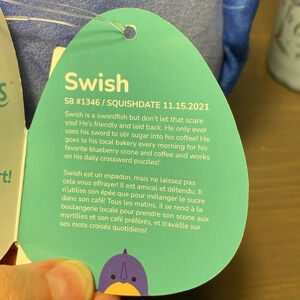 Swish
S8 #1346 / SQUISHDATE 11.15.2021
Swish is a swordfish but don't let that scare
you! He's friendly and laid back. He only ever
uses his sword to stir sugar into his coffee! He
goes to his local bakery every morning for his
favorite blueberry scone and coffee and works
on his daily crossword puzzles!
Swish est un espadon, mais ne laissez pas
cela vous effrayer! Il est amical et détendu. Il
n'utilise son épée que pour mélanger le sucre
dans son café! Tous les matins, il se rend à la
boulangerie locale pour prendre son scone aux
myrtilles et son café préférés, et travaille sur
ses mots croisés quotidiens!